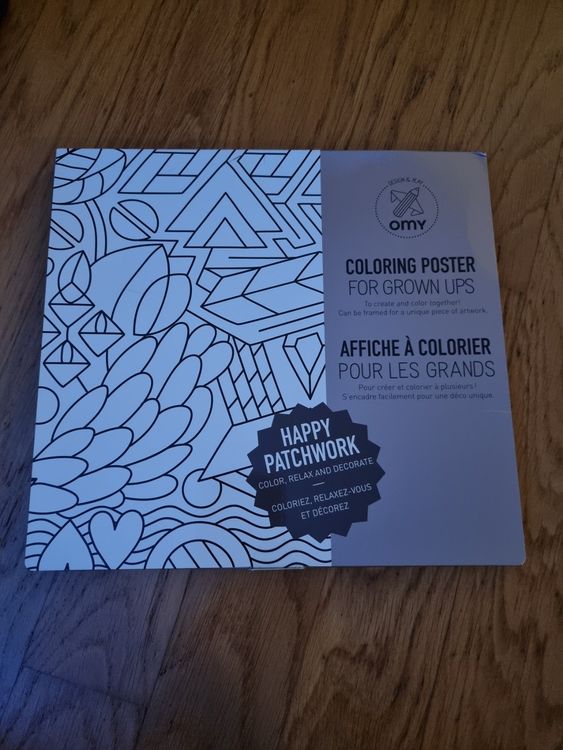 DESIGN & PLAY
OMY
COLORING POSTER
FOR GROWN UPS
To create and color together!
Can be framed for a unique piece of artwork.
AFFICHE À COLORIER
POUR LES GRANDS
Pour créer et colorier à plusieurs!
S'encadre facilement pour une déco unique.
HAPPY
PATCHWORK
COLOR, RELAX AND DECORATE
COLORIEZ, RELAXEZ-VOUS
ET DÉCOREZ